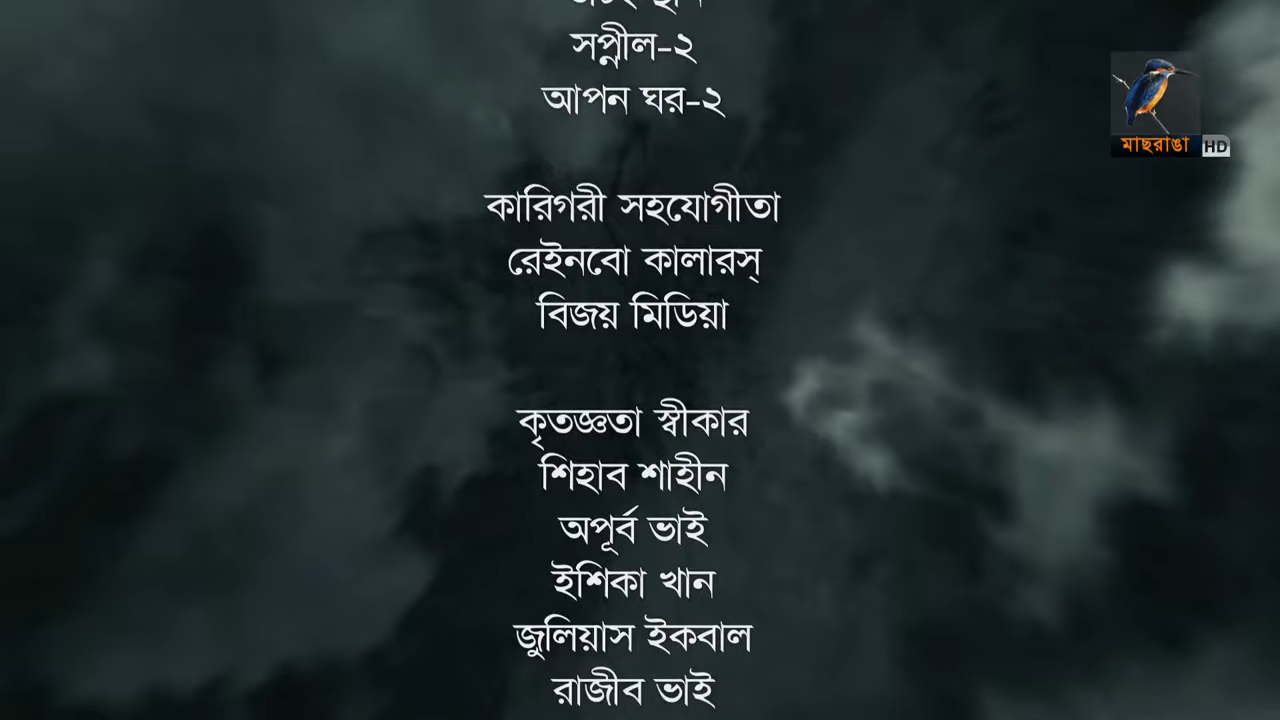 সপ্নীল-২
আপন ঘর-২
কারিগরী সহযোগীতা
রেইনবো কালারস্
বিজয় মিডিয়া
কৃতজ্ঞতা স্বীকার
শিহাব শাহীন
অপূর্ব ভাই
ইশিকা খান
জুলিয়াস ইকবাল
রাজীব ভাই
মাছরাঙা HD